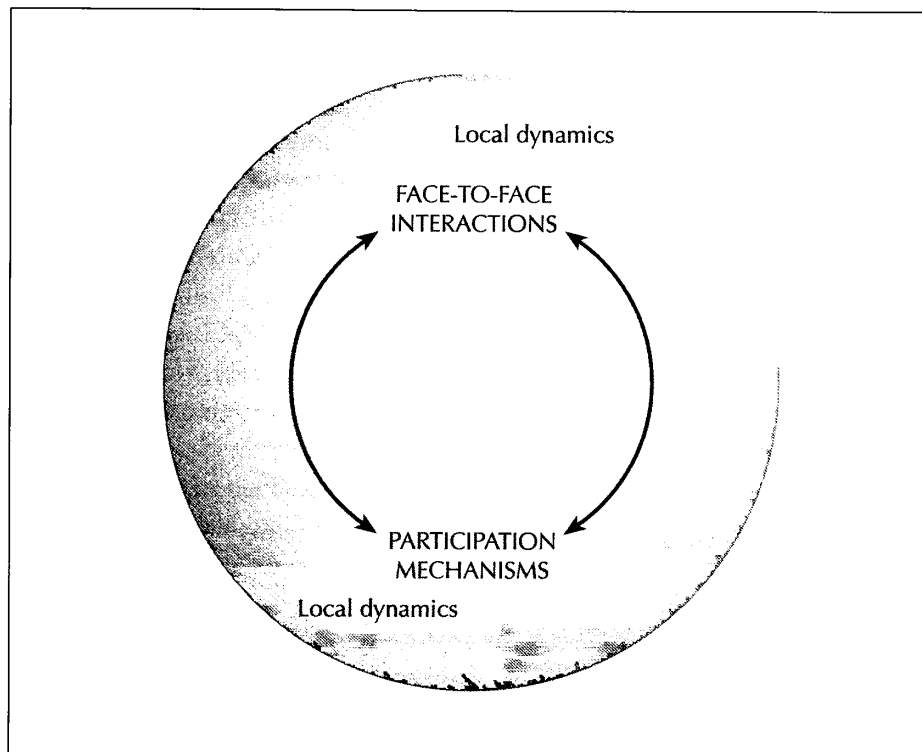 Local dynamics
FACE-TO-FACE
INTERACTIONS
PARTICIPATION
MECHANISMS
Local dynamics